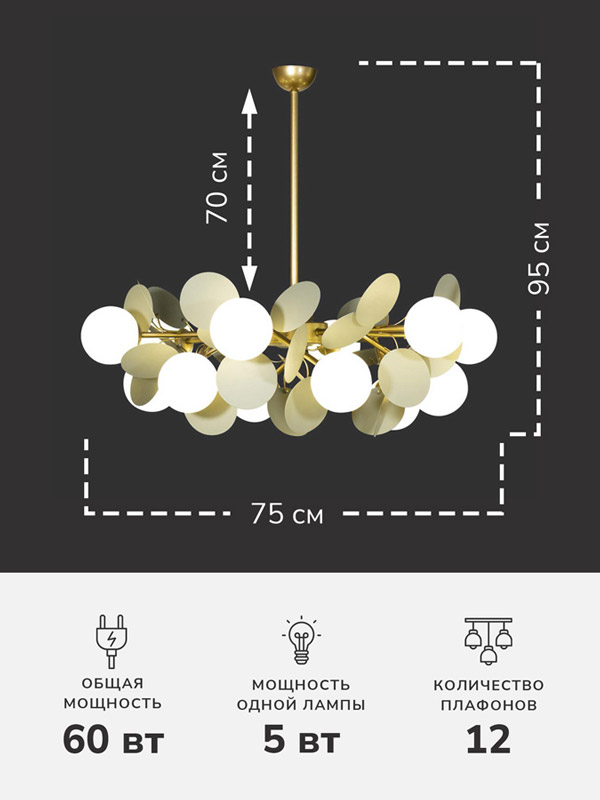 70 см
95 см
75 см
ОБЩАЯ
МОЩНОСТЬ
60 вт
МОЩНОСТЬ
ОДНОЙ ЛАМПЫ
5 вт
КОЛИЧЕСТВО
ПЛАФОНОВ
12